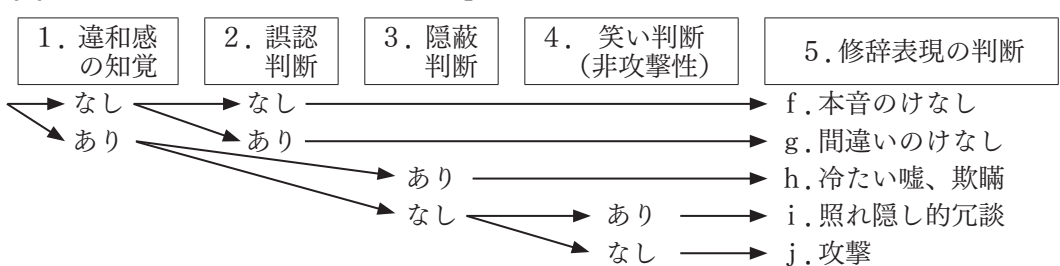 1. 違和感の知覚
2. 誤認判断
3. 隠蔽判断
4. 笑い判断（非攻撃性）
5. 修辞表現の判断
なし なし f. 本音のけなし
あり あり g. 間違いのけなし
あり h. 冷たい嘘、欺瞞
なし あり i. 照れ隠し的冗談
なし j. 攻撃